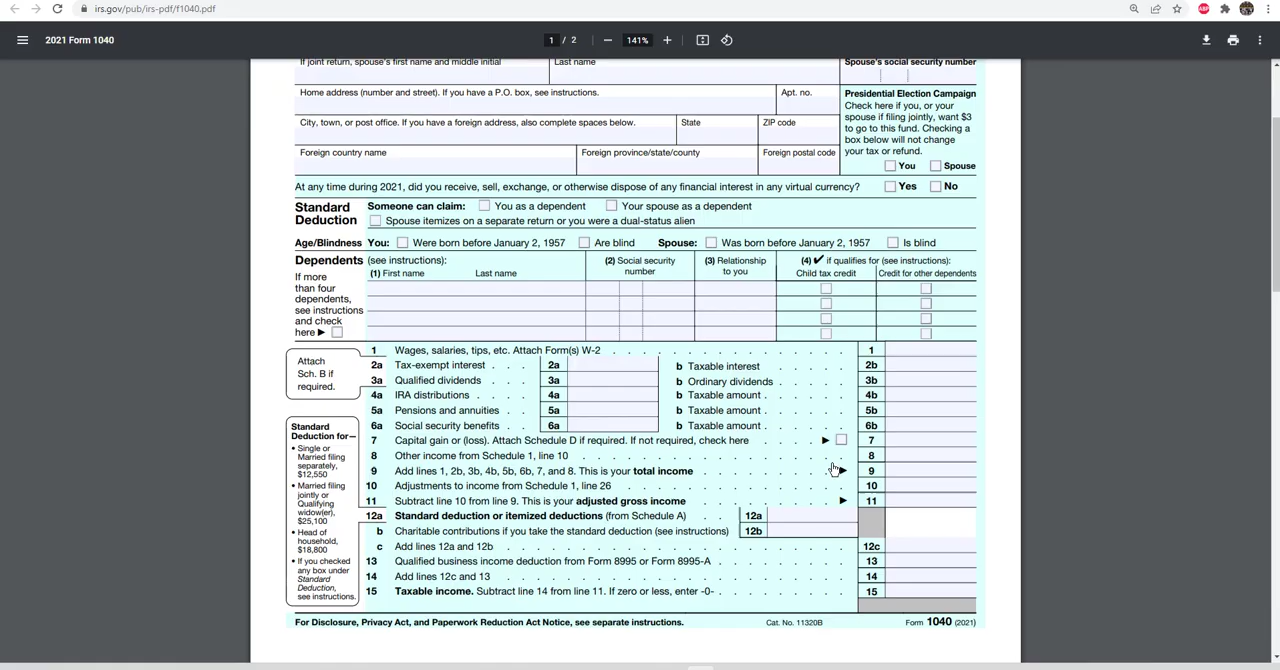 irs.gov/pub/irs-pdf/f1040.pdf
ABP
2021 Form 1040
1 / 2
141%
If joint return, spouse's first name and middle initial Last name Spouse's social security number
Home address (number and street). If you have a P.O. box, see instructions. Apt. no.
City, town, or post office. If you have a foreign address, also complete spaces below. State ZIP code
Foreign country name Foreign province/state/county Foreign postal code
Presidential Election Campaign
Check here if you, or your
spouse if filing jointly, want $3
to go to this fund. Checking a
box below will not change
your tax or refund.
You Spouse
At any time during 2021, did you receive, sell, exchange, or otherwise dispose of any financial interest in any virtual currency? Yes No
Standard
Deduction
Someone can claim: You as a dependent Your spouse as a dependent
Spouse itemizes on a separate return or you were a dual-status alien
Age/Blindness You: Were born before January 2, 1957 Are blind Spouse: Was born before January 2, 1957 Is blind
Dependents (see instructions):
If more
than four
dependents,
see instructions
and check
here ►
(1) First name Last name
(2) Social security
number
(3) Relationship
to you
(4) ✔ if qualifies for (see instructions):
Child tax credit Credit for other dependents
Attach
Sch. B if
required.
1 Wages, salaries, tips, etc. Attach Form(s) W-2 . . . . . . . . . . . . . . . . 1
2a Tax-exempt interest . . . 2a b Taxable interest . . . . . 2b
3a Qualified dividends . . . 3a b Ordinary dividends . . . . . 3b
4a IRA distributions . . . . 4a b Taxable amount . . . . . . 4b
5a Pensions and annuities . . 5a b Taxable amount . . . . . . 5b
6a Social security benefits . . 6a b Taxable amount . . . . . . 6b
7 Capital gain or (loss). Attach Schedule D if required. If not required, check here . . . . ► 7
8 Other income from Schedule 1, line 10 . . . . . . . . . . . . . . . . . . 8
9 Add lines 1, 2b, 3b, 4b, 5b, 6b, 7, and 8. This is your total income . . . . . . . . . ► 9
10 Adjustments to income from Schedule 1, line 26 . . . . . . . . . . . . . . . 10
11 Subtract line 10 from line 9. This is your adjusted gross income . . . . . . . . . ► 11
12a Standard deduction or itemized deductions (from Schedule A) . . 12a
b Charitable contributions if you take the standard deduction (see instructions) 12b
c Add lines 12a and 12b . . . . . . . . . . . . . . . . . . . . . . 12c
13 Qualified business income deduction from Form 8995 or Form 8995-A . . . . . . . . . 13
14 Add lines 12c and 13 . . . . . . . . . . . . . . . . . . . . . . . 14
15 Taxable income. Subtract line 14 from line 11. If zero or less, enter -0- . . . . . . . . . 15
Standard
Deduction for—
• Single or
Married filing
separately,
$12,550
• Married filing
jointly or
Qualifying
widow(er),
$25,100
• Head of
household,
$18,800
• If you checked
any box under
Standard
Deduction,
see instructions.
For Disclosure, Privacy Act, and Paperwork Reduction Act Notice, see separate instructions. Cat. No. 11320B Form 1040 (2021)